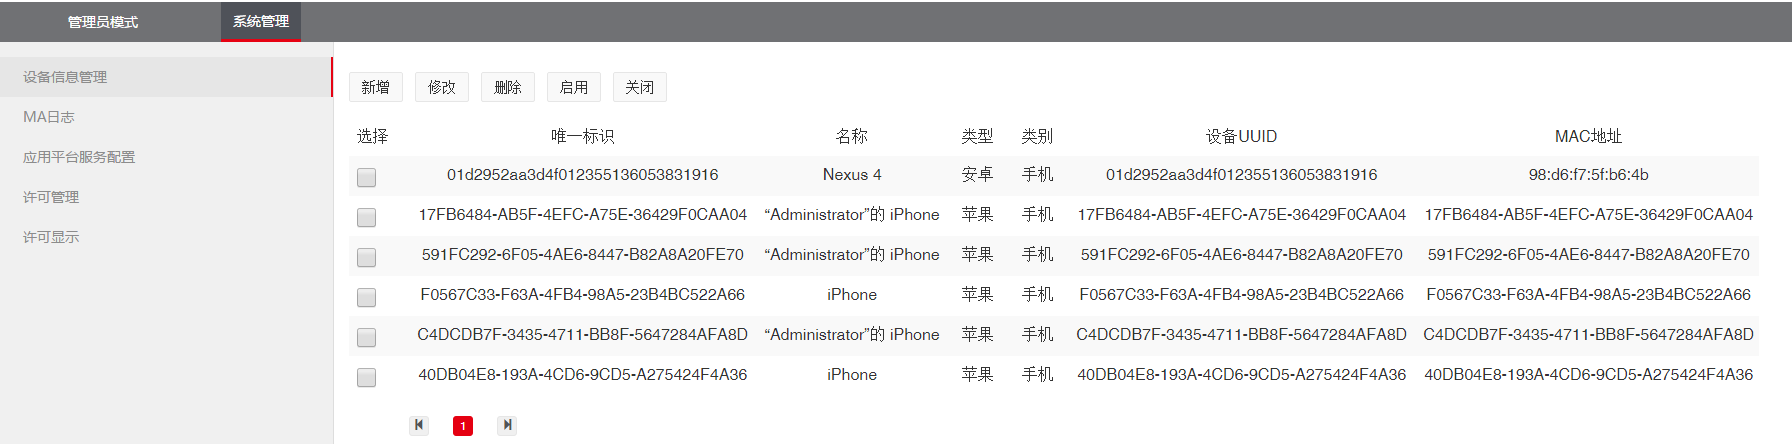 管理员模式 系统管理
设备信息管理
MA日志
应用平台服务配置
许可管理
许可显示
新增 修改 删除 启用 关闭
选择 唯一标识 名称 类型 类别 设备UUID MAC地址
01d2952aa3d4f012355136053831916 Nexus 4 安卓 手机 01d2952aa3d4f012355136053831916 98:d6:f7:5f:b6:4b
17FB6484-AB5F-4EFC-A75E-36429F0CAA04 “Administrator”的 iPhone 苹果 手机 17FB6484-AB5F-4EFC-A75E-36429F0CAA04 17FB6484-AB5F-4EFC-A75E-36429F0CAA04
591FC292-6F05-4AE6-8447-B82A8A20FE70 “Administrator”的 iPhone 苹果 手机 591FC292-6F05-4AE6-8447-B82A8A20FE70 591FC292-6F05-4AE6-8447-B82A8A20FE70
F0567C33-F63A-4FB4-98A5-23B4BC522A66 iPhone 苹果 手机 F0567C33-F63A-4FB4-98A5-23B4BC522A66 F0567C33-F63A-4FB4-98A5-23B4BC522A66
C4DCDB7F-3435-4711-BB8F-5647284AFA8D “Administrator”的 iPhone 苹果 手机 C4DCDB7F-3435-4711-BB8F-5647284AFA8D C4DCDB7F-3435-4711-BB8F-5647284AFA8D
40DB04E8-193A-4CD6-9CD5-A275424F4A36 iPhone 苹果 手机 40DB04E8-193A-4CD6-9CD5-A275424F4A36 40DB04E8-193A-4CD6-9CD5-A275424F4A36
1